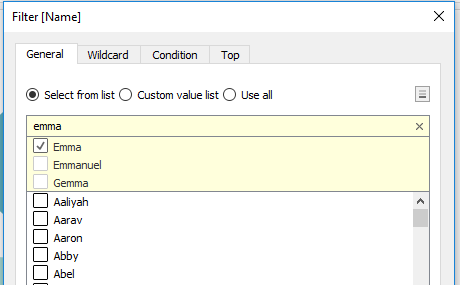 Filter [Name]
General Wildcard Condition Top
Select from list Custom value list Use all
emma
Emma
Emmanuel
Gemma
Aaliyah
Aarav
Aaron
Abby
Abel